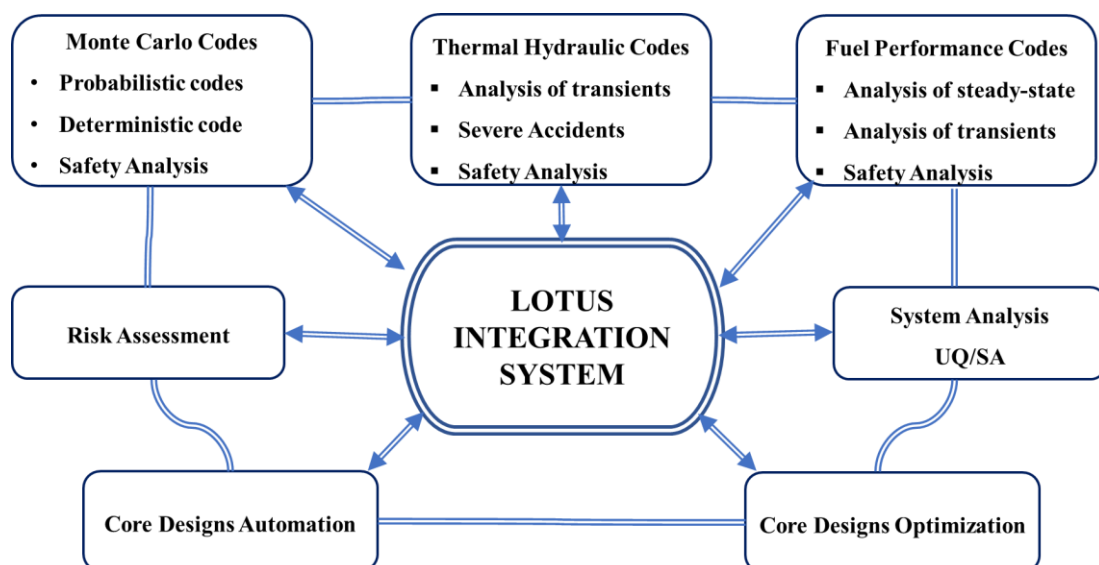 Monte Carlo Codes
• Probabilistic codes
• Deterministic code
• Safety Analysis
Thermal Hydraulic Codes
▪ Analysis of transients
▪ Severe Accidents
▪ Safety Analysis
Fuel Performance Codes
▪ Analysis of steady-state
▪ Analysis of transients
▪ Safety Analysis
Risk Assessment
LOTUS
INTEGRATION
SYSTEM
System Analysis
UQ/SA
Core Designs Automation
Core Designs Optimization